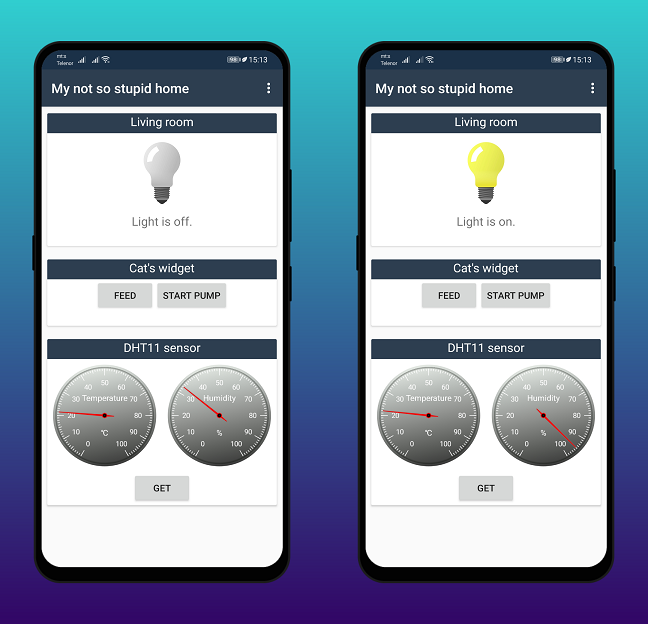 mt:s
Telenor
98
15:13
My not so stupid home
Living room
Light is off.
Cat's widget
FEED
START PUMP
DHT11 sensor
0
10
20
30
40
50
60
70
80
90
100
Temperature
°C
0
10
20
30
40
50
60
70
80
90
100
Humidity
%
GET
mt:s
Telenor
98
15:13
My not so stupid home
Living room
Light is on.
Cat's widget
FEED
START PUMP
DHT11 sensor
0
10
20
30
40
50
60
70
80
90
100
Temperature
°C
0
10
20
30
40
50
60
70
80
90
100
Humidity
%
GET